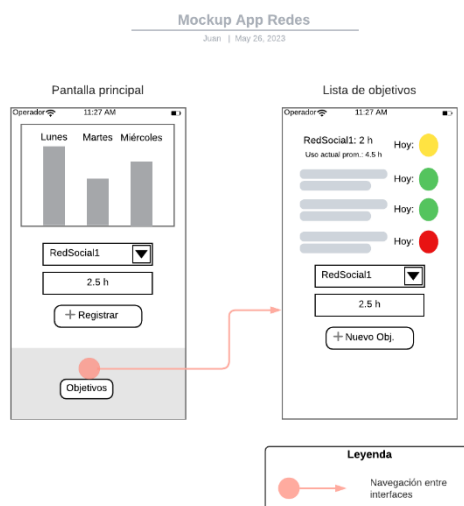 Mockup App Redes
Juan | May 26, 2023
Pantalla principal
Operador 11:27 AM
Lunes Martes Miércoles
RedSocial1
2.5 h
+ Registrar
Objetivos
Lista de objetivos
Operador 11:27 AM
RedSocial1: 2 h
Uso actual prom.: 4.5 h
Hoy:
Hoy:
Hoy:
Hoy:
RedSocial1
2.5 h
+ Nuevo Obj.
Leyenda
Navegación entre
interfaces